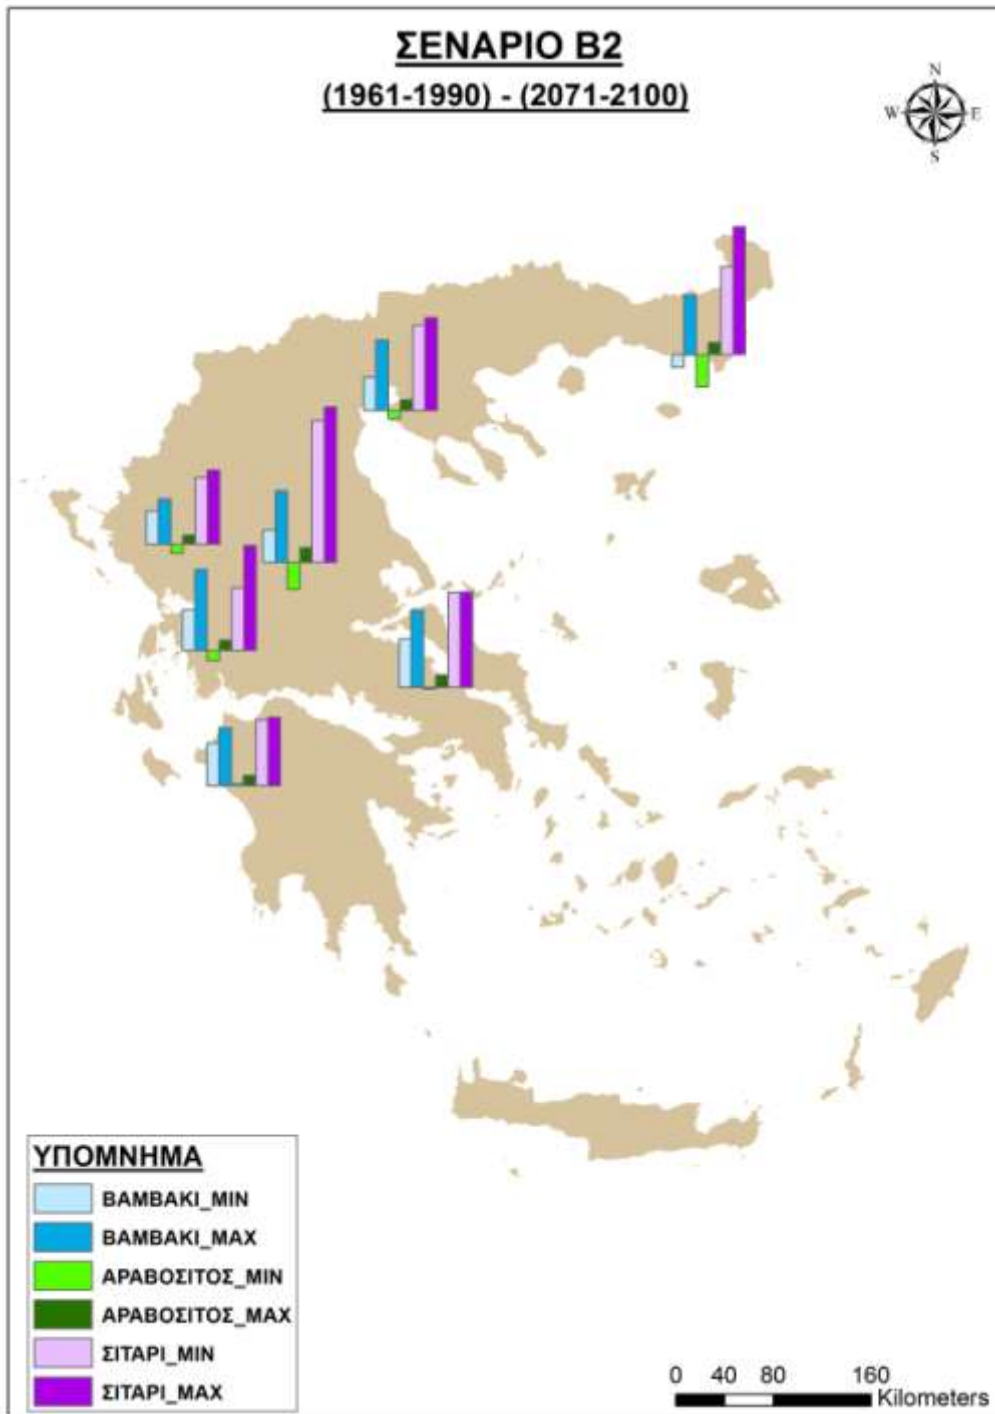 ΣΕΝΑΡΙΟ Β2
(1961-1990) - (2071-2100)
N
W E
S
ΥΠΟΜΝΗΜΑ
ΒΑΜΒΑΚΙ_MIN
ΒΑΜΒΑΚΙ_MAX
ΑΡΑΒΟΣΙΤΟΣ_MIN
ΑΡΑΒΟΣΙΤΟΣ_MAX
ΣΙΤΑΡΙ_MIN
ΣΙΤΑΡΙ_MAX
0 40 80 160
Kilometers